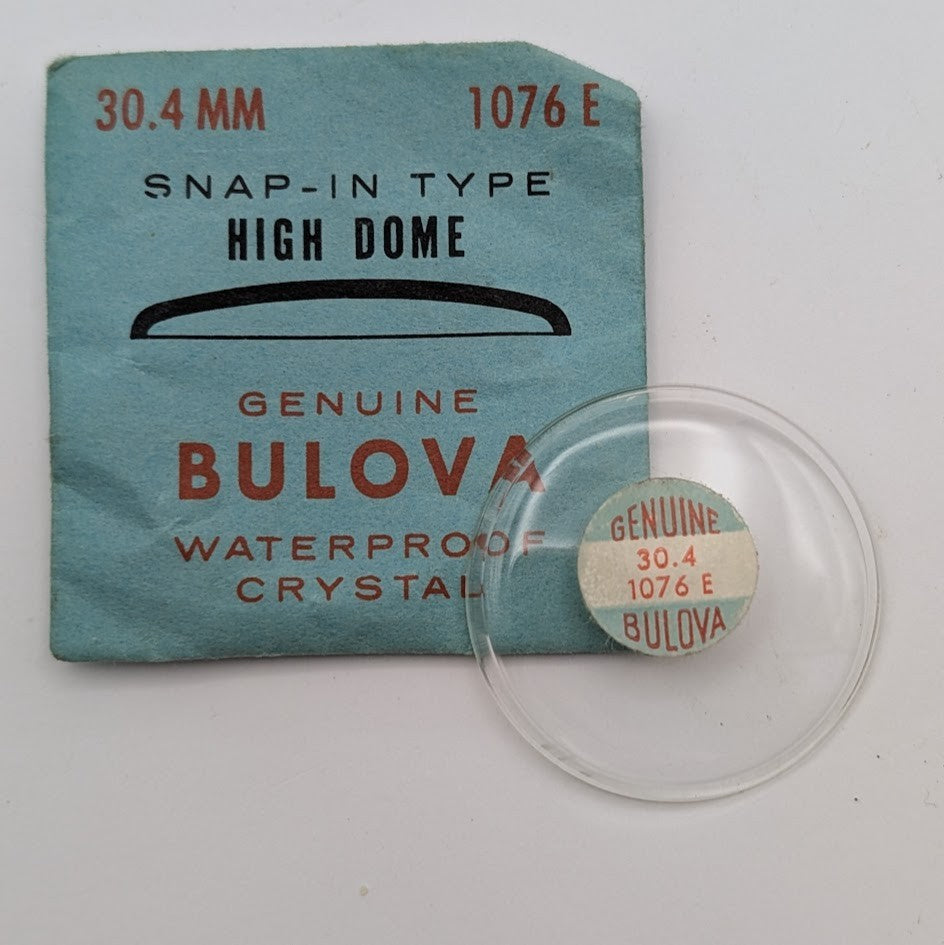 30.4 MM 1076 E
SNAP-IN TYPE
HIGH DOME
GENUINE
BULOVA
WATERPROOF
CRYSTAL
GENUINE
30.4
1076 E
BULOVA